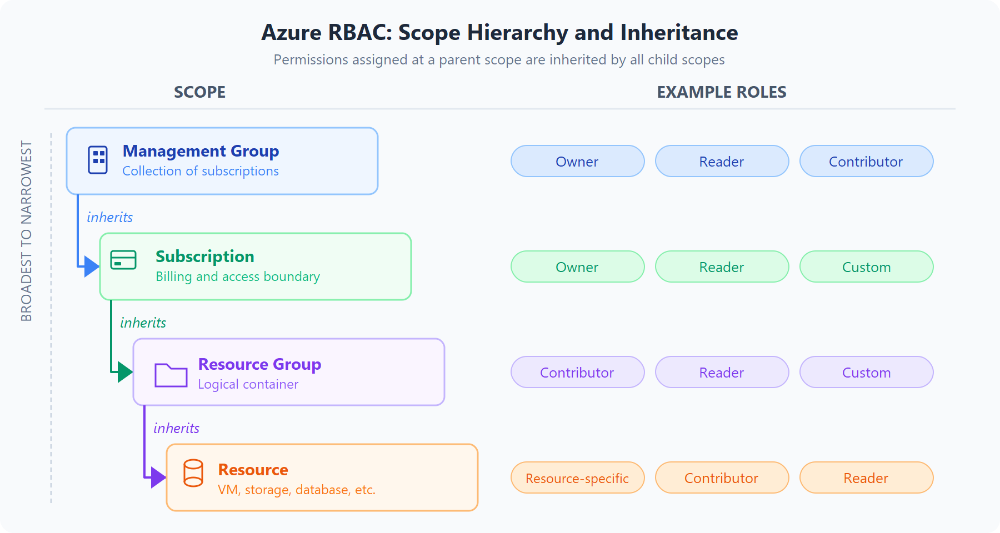 Azure RBAC: Scope Hierarchy and Inheritance
Permissions assigned at a parent scope are inherited by all child scopes
SCOPE
EXAMPLE ROLES
BROADEST TO NARROWEST
Management Group
Collection of subscriptions
Owner
Reader
Contributor
inherits
Subscription
Billing and access boundary
Owner
Reader
Custom
inherits
Resource Group
Logical container
Contributor
Reader
Custom
inherits
Resource
VM, storage, database, etc.
Resource-specific
Contributor
Reader